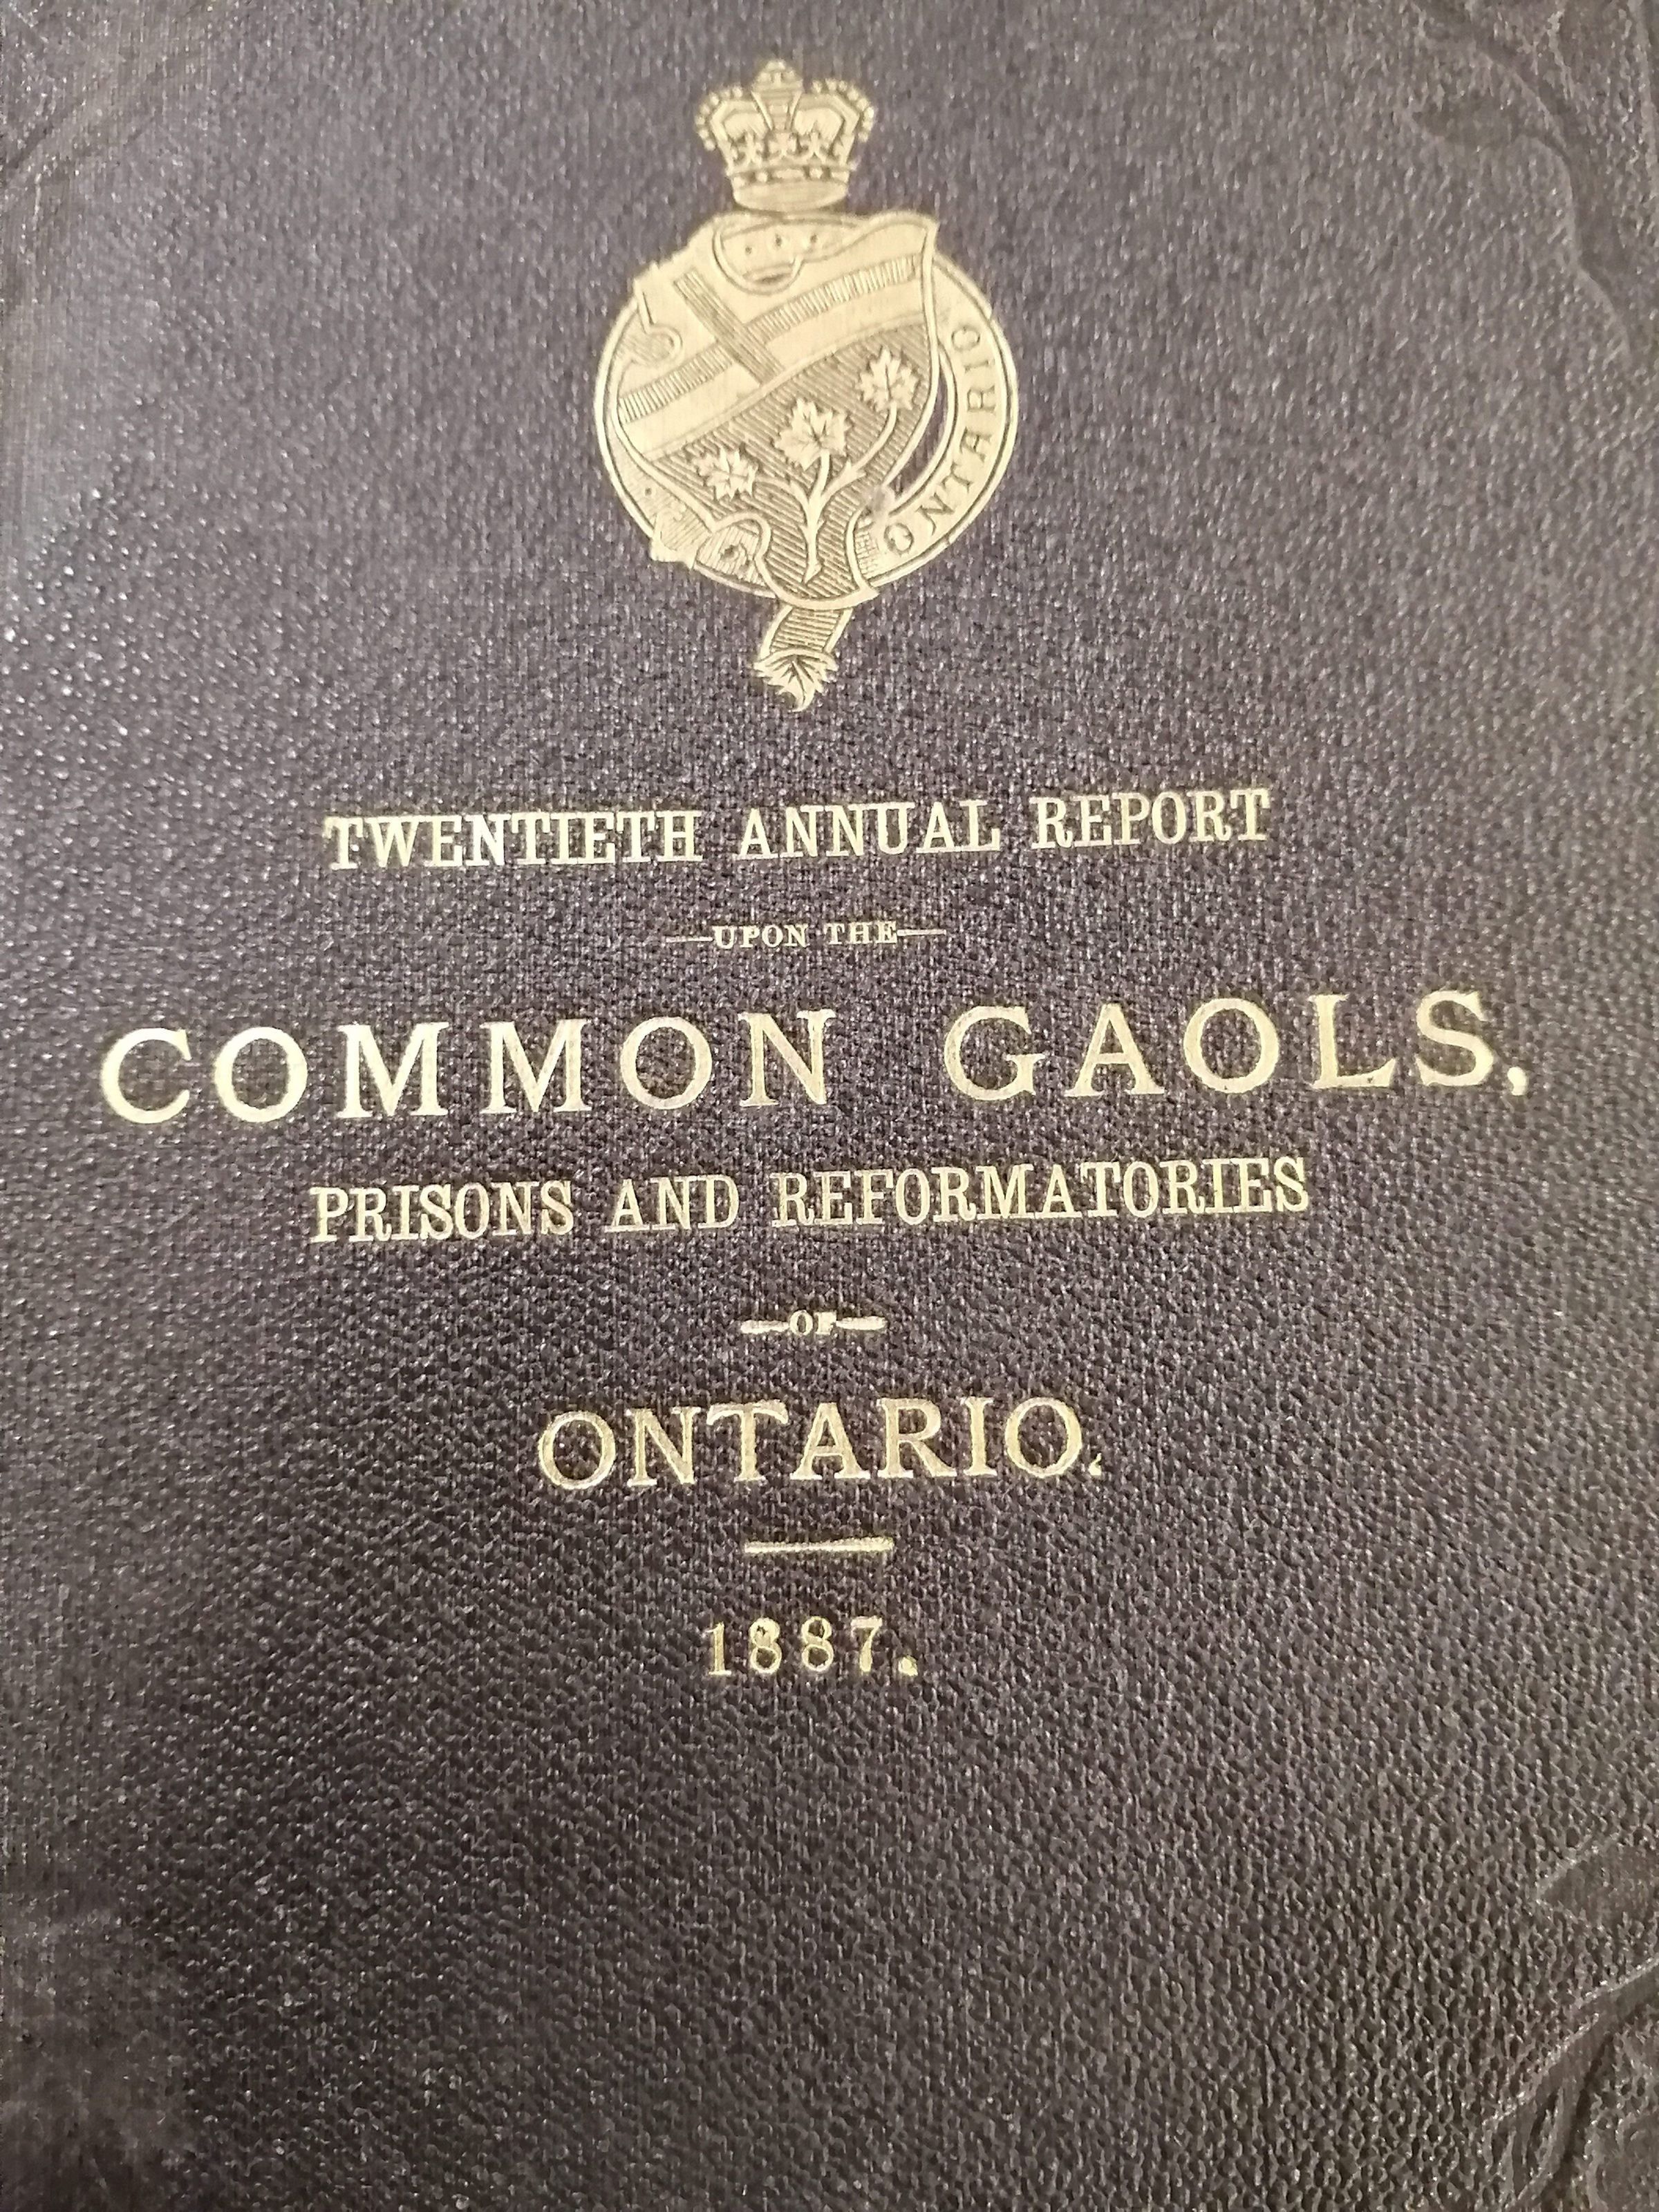 ONTARIO
TWENTIETH ANNUAL REPORT
—UPON THE—
COMMON GAOLS,
PRISONS AND REFORMATORIES
—OF—
ONTARIO.
1887.